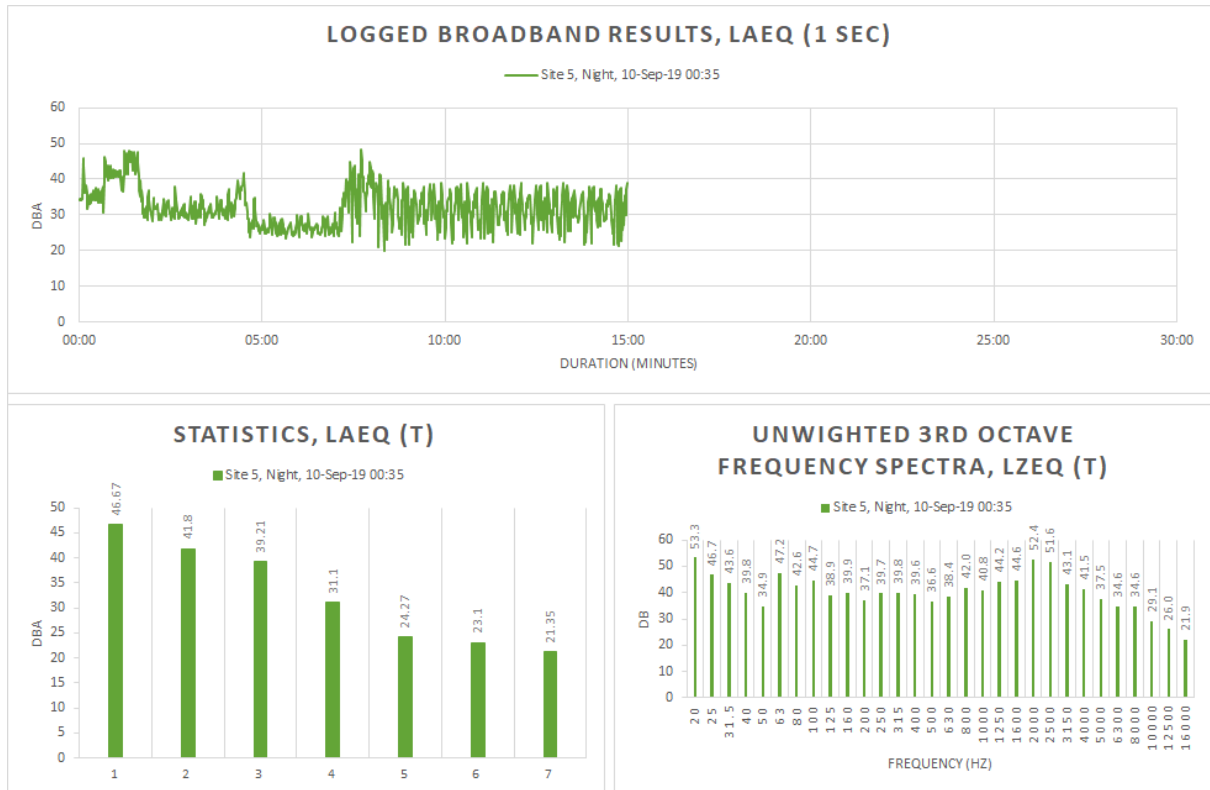 LOGGED BROADBAND RESULTS, LAEQ (1 SEC)
Site 5, Night, 10-Sep-19 00:35
60
50
40
30
20
10
0
DBA
00:00 05:00 10:00 15:00 20:00 25:00 30:00
DURATION (MINUTES)
STATISTICS, LAEQ (T)
Site 5, Night, 10-Sep-19 00:35
50
45
40
35
30
25
20
15
10
5
0
DBA
46.67 41.8 39.21 31.1 24.27 23.1 21.35
1 2 3 4 5 6 7
UNWIGHTED 3RD OCTAVE
FREQUENCY SPECTRA, LZEQ (T)
Site 5, Night, 10-Sep-19 00:35
60
50
40
30
20
10
0
DB
53.3 46.7 43.6 39.8 34.9 47.2 42.6 44.7 38.9 39.9 37.1 39.7 39.8 39.6 36.6 38.4 42.0 40.8 44.2 44.6 52.4 51.6 43.1 41.5 37.5 34.6 34.6 29.1 26.0 21.9
20 25 31.5 40 50 63 80 100 125 160 200 250 315 400 500 630 800 1000 1250 1600 2000 2500 3150 4000 5000 6300 8000 10000 12500 16000
FREQUENCY (HZ)